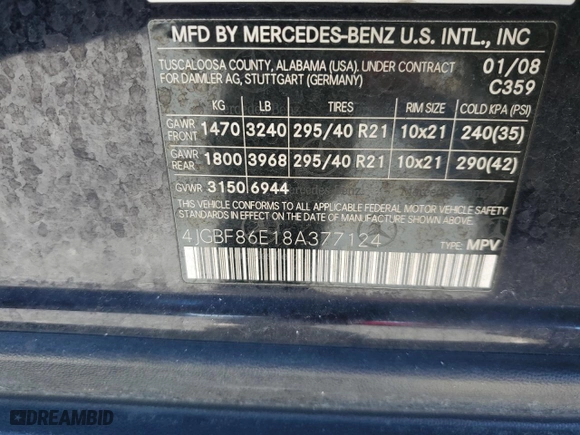 MFD BY MERCEDES-BENZ U.S. INTL., INC
TUSCALOOSA COUNTY, ALABAMA (USA). UNDER CONTRACT
FOR DAIMLER AG, STUTTGART (GERMANY)
01/08
C359
KG LB TIRES RIM SIZE COLD KPA (PSI)
GAWR FRONT 1470 3240 295/40 R21 10x21 240(35)
GAWR REAR 1800 3968 295/40 R21 10x21 290(42)
GVWR 3150 6944
THIS VEHICLE CONFORMS TO ALL APPLICABLE
U.S. FEDERAL MOTOR VEHICLE SAFETY
STANDARDS IN EFFECT ON THE DATE OF
MANUFACTURE SHOWN ABOVE.
4JGBF86E18A377124
TYPE: MPV
DREAMBID